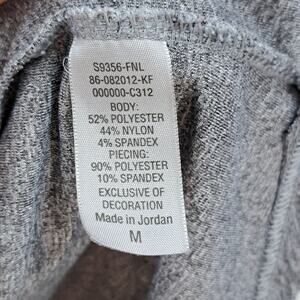 S9356-FNL
86-082012-KF
000000-C312
BODY:
52% POLYESTER
44% NYLON
4% SPANDEX
PIECING:
90% POLYESTER
10% SPANDEX
EXCLUSIVE OF
DECORATION
Made in Jordan
M